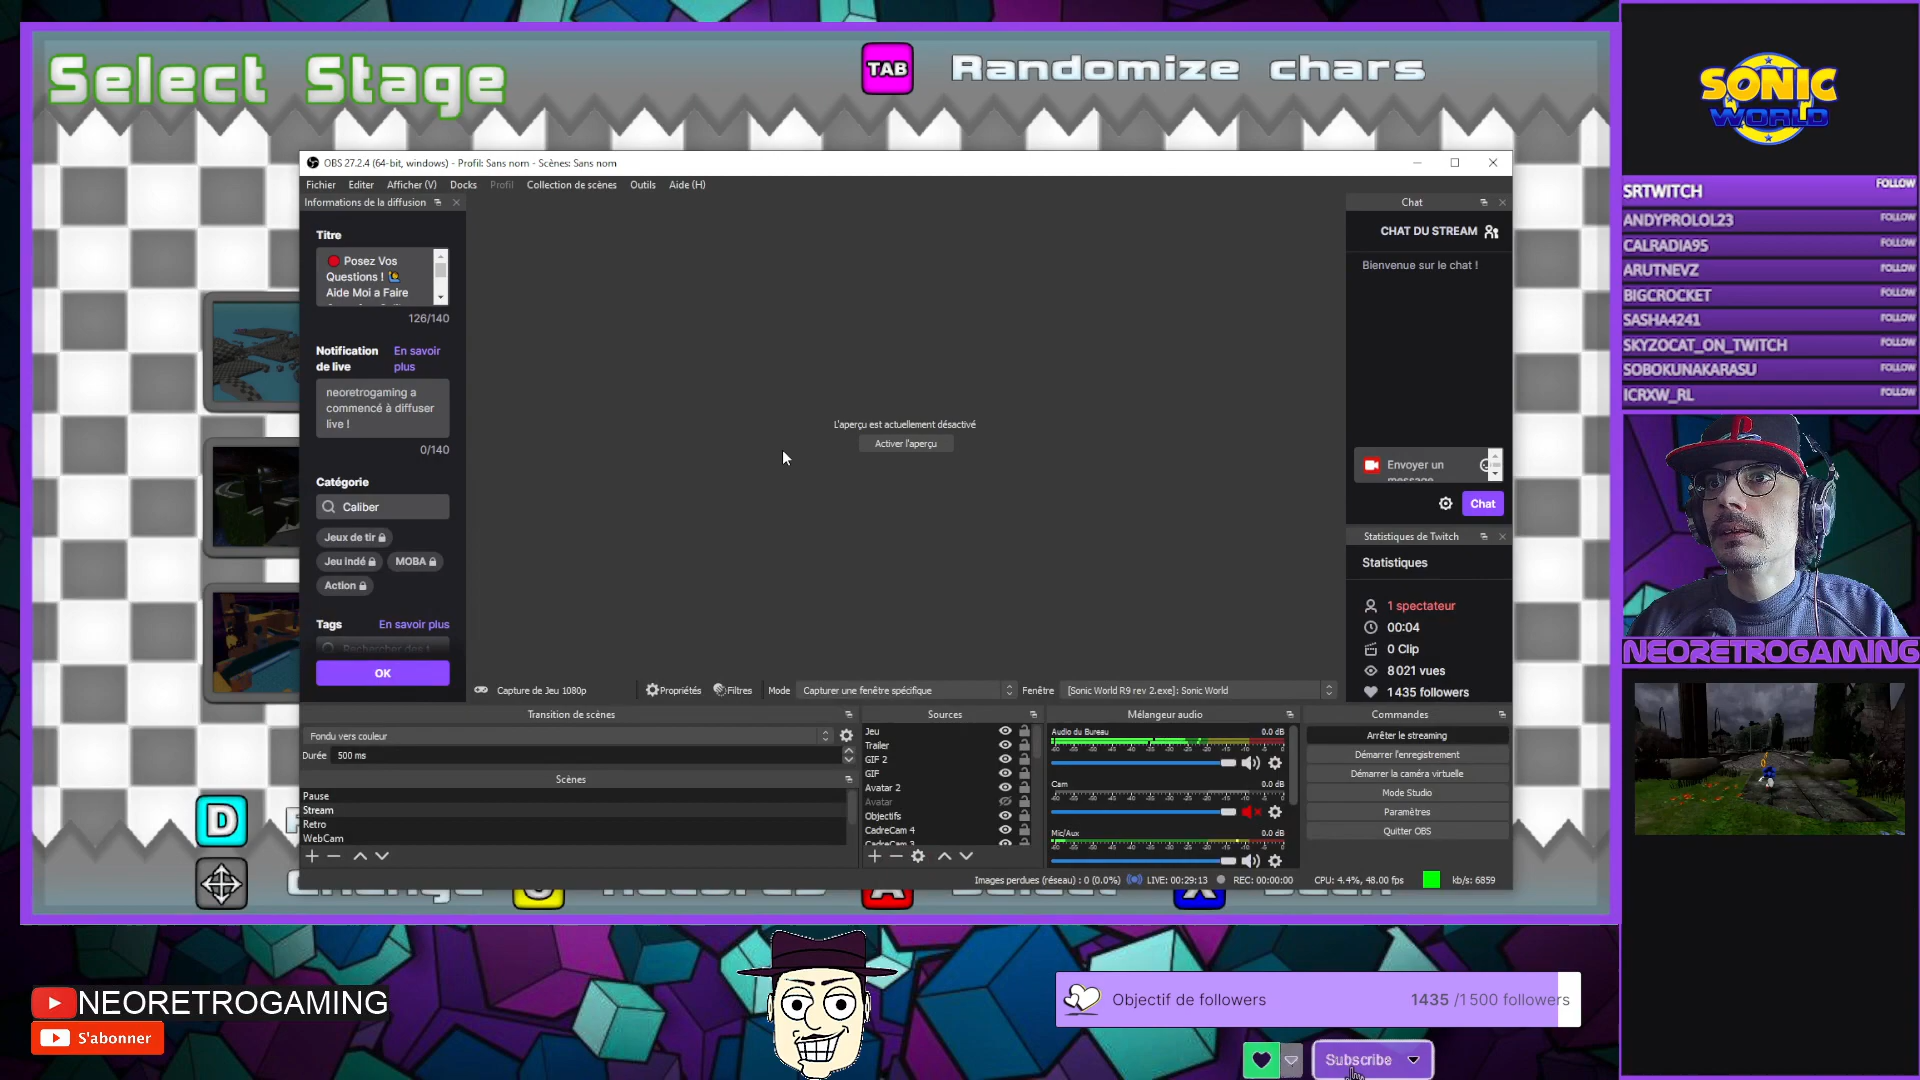 Select Stage
TAB Randomize chars
SONIC WORLD
SRTWITCH FOLLOW
ANDYPROLOL23 FOLLOW
CALRADIA95 FOLLOW
ARUTNEVZ FOLLOW
BIGCROCKET FOLLOW
SASHA4241 FOLLOW
SKYZOCAT_ON_TWITCH FOLLOW
SOBOKUNAKARASU FOLLOW
ICRXW_RL FOLLOW
NEORETROGAMING
OBS 27.2.4 (64-bit, windows) - Profil: Sans nom - Scènes: Sans nom
Fichier Editer Afficher (V) Docks Profil Collection de scènes Outils Aide (H)
Informations de la diffusion
Titre
Posez Vos
Questions !
Aide Moi a Faire
126/140
Notification de live
En savoir plus
neoretrogaming a
commencé à diffuser
live !
0/140
Catégorie
Caliber
Jeux de tir
Jeu indé MOBA
Action
Tags En savoir plus
OK
L'aperçu est actuellement désactivé
Activer l'aperçu
Chat
CHAT DU STREAM
Bienvenue sur le chat !
Envoyer un
message
Chat
Statistiques de Twitch
Statistiques
1 spectateur
00:04
0 Clip
8 021 vues
1 435 followers
Capture de Jeu 1080p Propriétés Filtres Mode Capturer une fenêtre spécifique Fenêtre [Sonic World R9 rev 2.exe]: Sonic World
Transition de scènes
Fondu vers couleur
Durée 500 ms
Scènes
Pause
Stream
Retro
WebCam
Sources
Jeu
Trailer
GIF 2
GIF
Avatar 2
Avatar
Objectifs
CadreCam 4
CadreCam 3
Mélangeur audio
Audio du Bureau 0.0 dB
Cam 0.0 dB
Mic/Aux 0.0 dB
Commandes
Arrêter le streaming
Démarrer l'enregistrement
Démarrer la caméra virtuelle
Mode Studio
Paramètres
Quitter OBS
Images perdues (réseau) : 0 (0.0%) LIVE: 00:29:13 REC: 00:00:00 CPU: 4.4%, 48.00 fps kb/s: 6859
D
NEORETROGAMING
S'abonner
Objectif de followers 1435 /1 500 followers
Subscribe